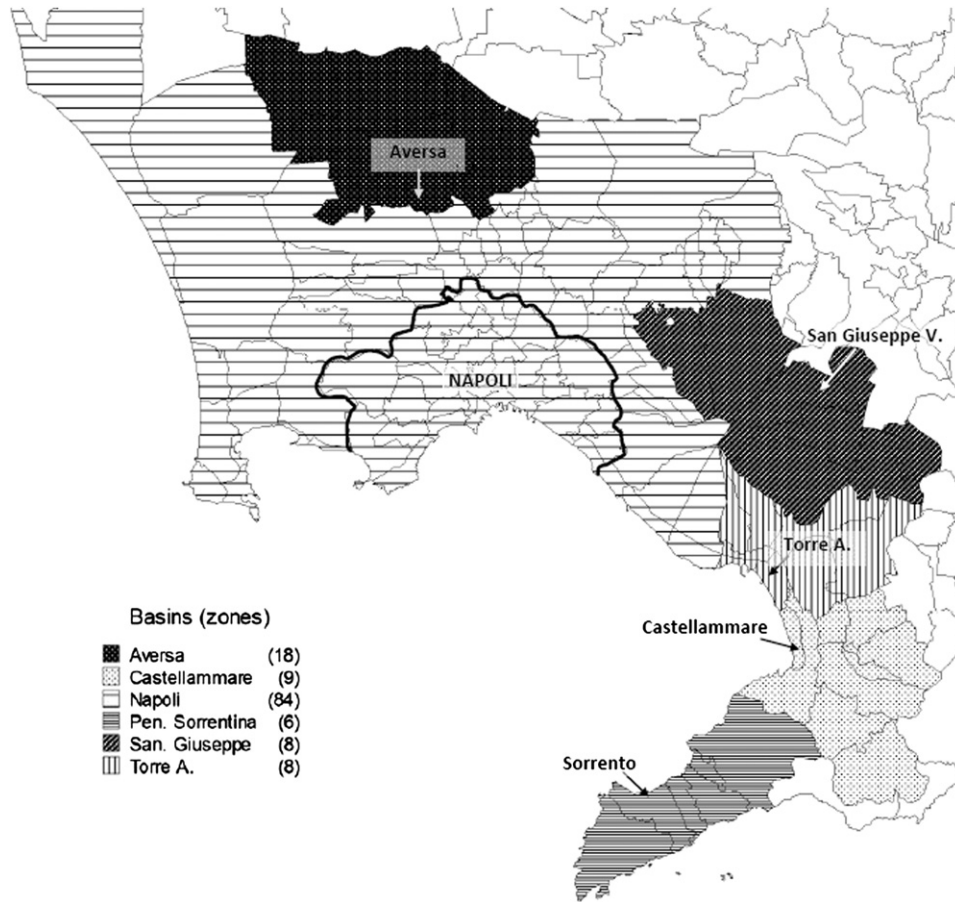 Aversa
San Giuseppe V.
NAPOLI
Torre A.
Castellammare
Sorrento
Basins (zones)
Aversa (18)
Castellammare (9)
Napoli (84)
Pen. Sorrentina (6)
San. Giuseppe (8)
Torre A. (8)